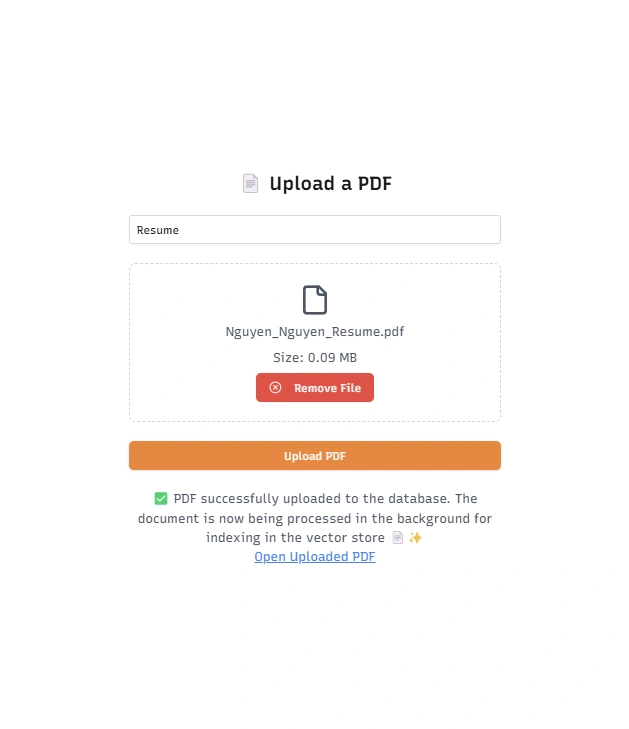 📄 Upload a PDF
Resume
Nguyen_Nguyen_Resume.pdf
Size: 0.09 MB
Remove File
Upload PDF
✅ PDF successfully uploaded to the database. The
document is now being processed in the background for
indexing in the vector store 📄 ✨
Open Uploaded PDF